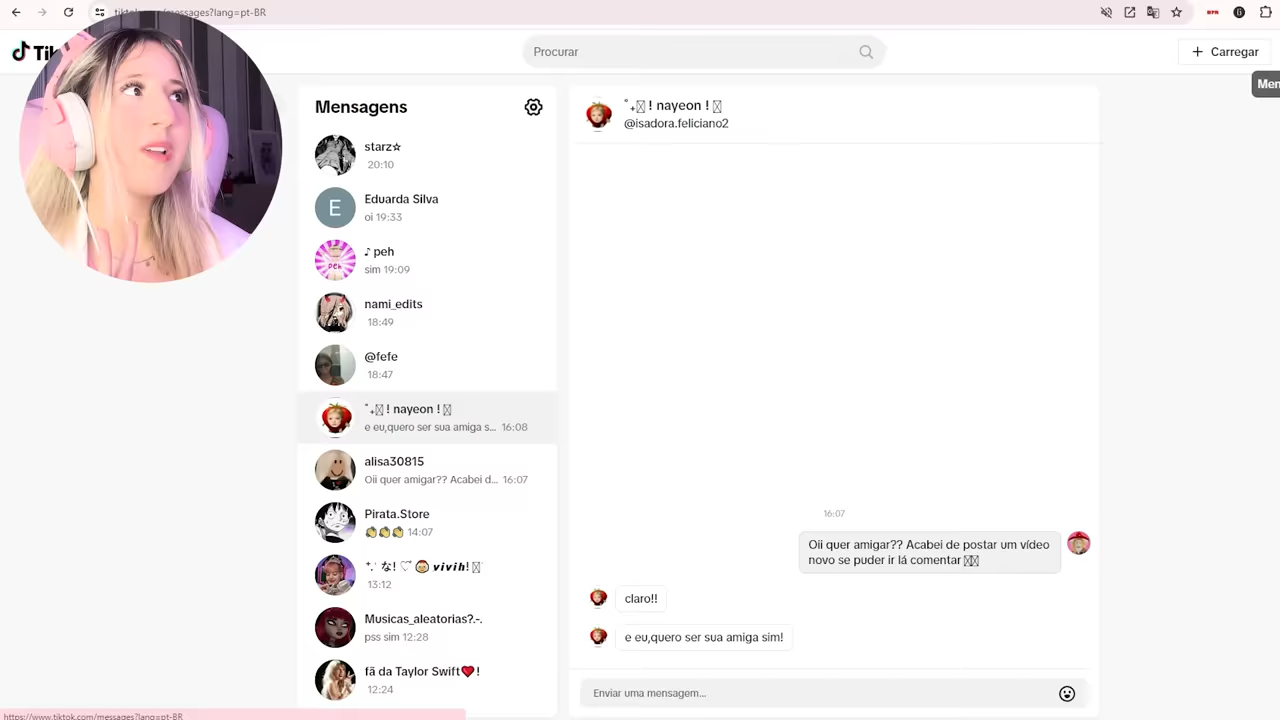 /messages?lang=pt-BR
Tik
Procurar
+ Carregar
Men
Mensagens
starz☆
20:10
E
Eduarda Silva
oi 19:33
♪ peh
peh
sim 19:09
nami_edits
18:49
@fefe
18:47
! nayeon !
e eu,quero ser sua amiga s... 16:08
alisa30815
Oii quer amigar?? Acabei d... 16:07
Pirata.Store
👏👏👏 14:07
な! ♡ 𝒗𝒊𝒗𝒊𝒉!
13:12
Musicas_aleatorias?.-.
pss sim 12:28
fã da Taylor Swift❤️!
12:24
! nayeon !
@isadora.feliciano2
16:07
Oii quer amigar?? Acabei de postar um vídeo
novo se puder ir lá comentar
claro!!
e eu,quero ser sua amiga sim!
Enviar uma mensagem...
https://www.tiktok.com/messages?lang=pt-BR